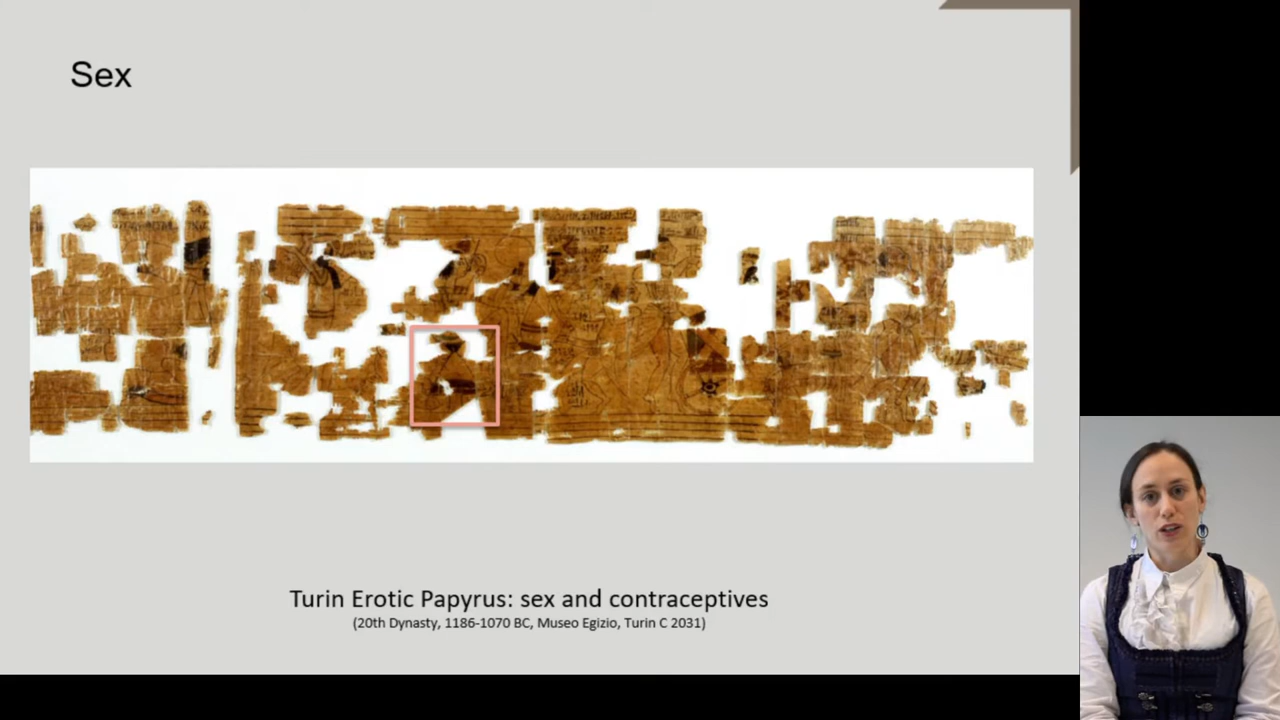 Sex
Turin Erotic Papyrus: sex and contraceptives
(20th Dynasty, 1186-1070 BC, Museo Egizio, Turin C 2031)